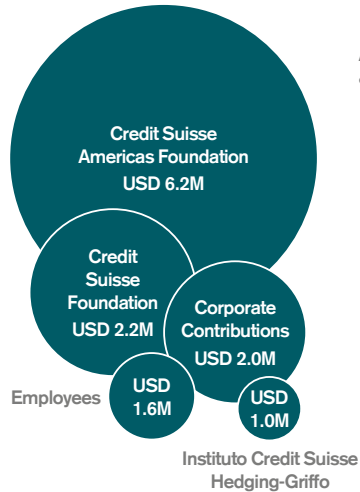 Credit Suisse
Americas Foundation
USD 6.2M
Credit
Suisse
Foundation
USD 2.2M
Corporate
Contributions
USD 2.0M
Employees
USD
1.6M
USD
1.0M
Instituto Credit Suisse
Hedging-Griffo